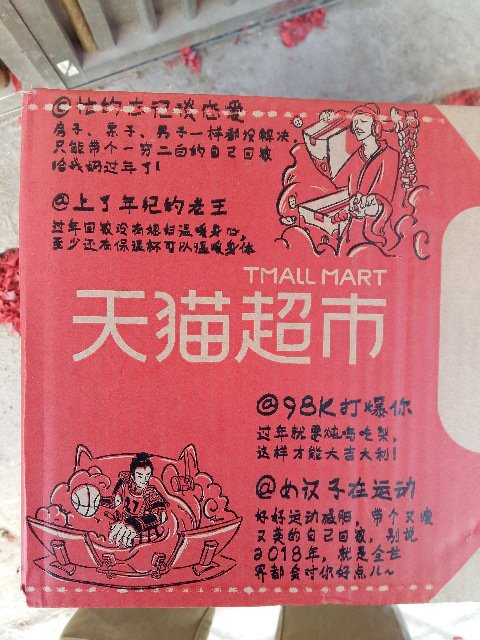 房子、票子、男子一样都没解决,
只能带个一穷二白的自己回家
给我妈过年了!
@上了年纪的老王
过年回家没有媳妇温暖身心,
至少还有保温杯可以温暖身体
TMALL MART
天猫超市
@98K打爆你
过年就要炖鸡吃梨,
这样才能大吉大利!
@女汉子在运动
好好运动减肥,带个又瘦
又美的自己回家,别说
2018年,就是全世
界都会对你好点儿~
27